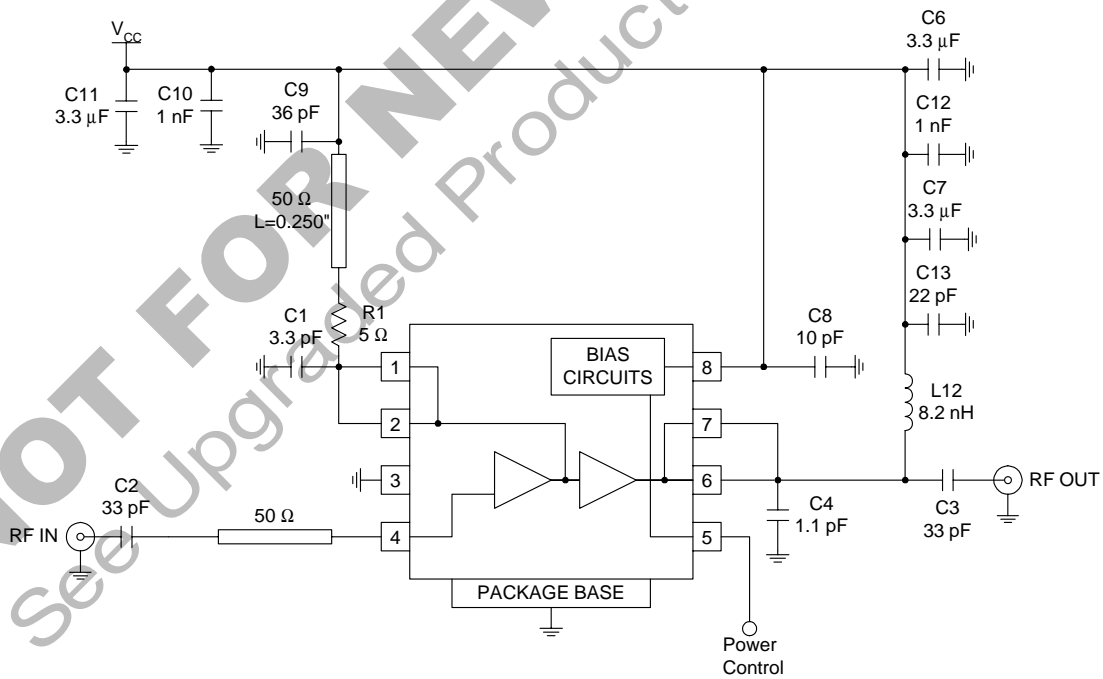 NOT FOR NEW
See Upgraded Product
V_CC
C11
3.3 μF
C10
1 nF
C9
36 pF
50 Ω
L=0.250"
C1
3.3 pF
R1
5 Ω
C2
33 pF
RF IN
50 Ω
1
2
3
4
BIAS
CIRCUITS
8
7
6
5
PACKAGE BASE
C8
10 pF
C4
1.1 pF
Power
Control
C6
3.3 μF
C12
1 nF
C7
3.3 μF
C13
22 pF
L12
8.2 nH
C3
33 pF
RF OUT